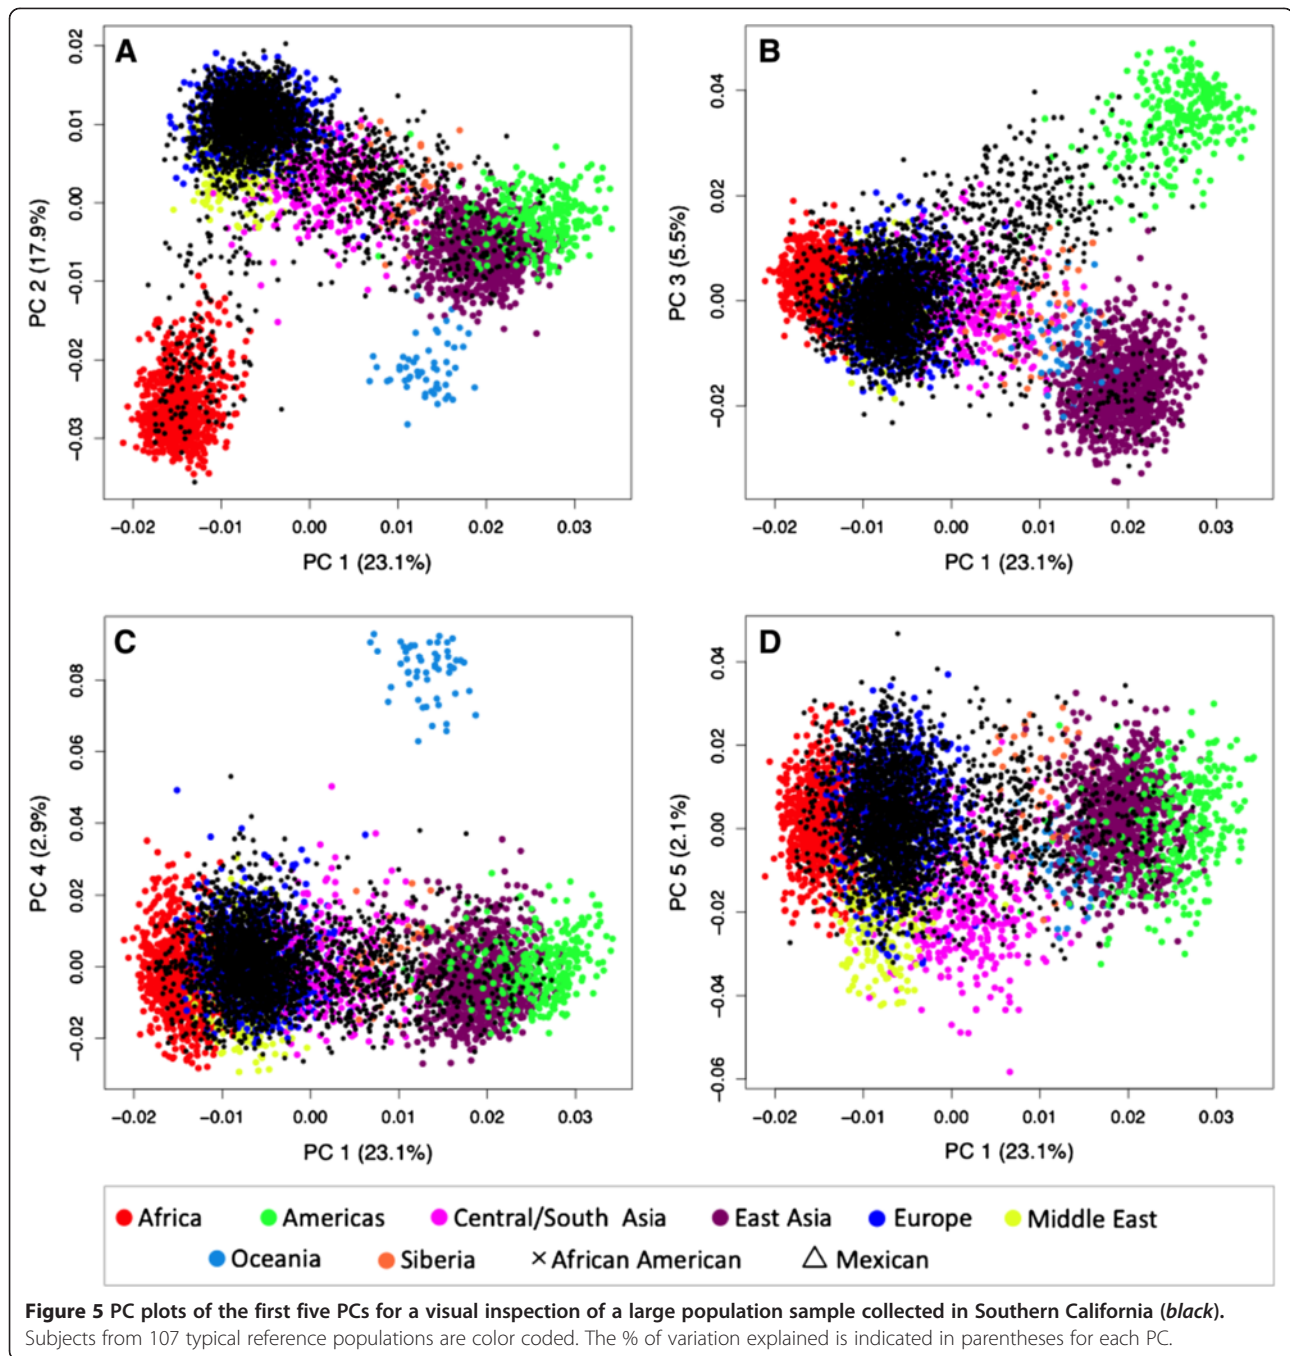 A
PC 2 (17.9%)
0.02
0.01
0.00
−0.01
−0.02
−0.03
−0.02 −0.01 0.00 0.01 0.02 0.03
PC 1 (23.1%)
B
PC 3 (5.5%)
0.04
0.02
0.00
−0.02
−0.02 −0.01 0.00 0.01 0.02 0.03
PC 1 (23.1%)
C
PC 4 (2.9%)
0.08
0.06
0.04
0.02
0.00
−0.02
−0.02 −0.01 0.00 0.01 0.02 0.03
PC 1 (23.1%)
D
PC 5 (2.1%)
0.04
0.02
0.00
−0.02
−0.04
−0.06
−0.02 −0.01 0.00 0.01 0.02 0.03
PC 1 (23.1%)
Africa Americas Central/South Asia East Asia Europe Middle East
Oceania Siberia × African American △ Mexican
Figure 5 PC plots of the first five PCs for a visual inspection of a large population sample collected in Southern California (black).
Subjects from 107 typical reference populations are color coded. The % of variation explained is indicated in parentheses for each PC.